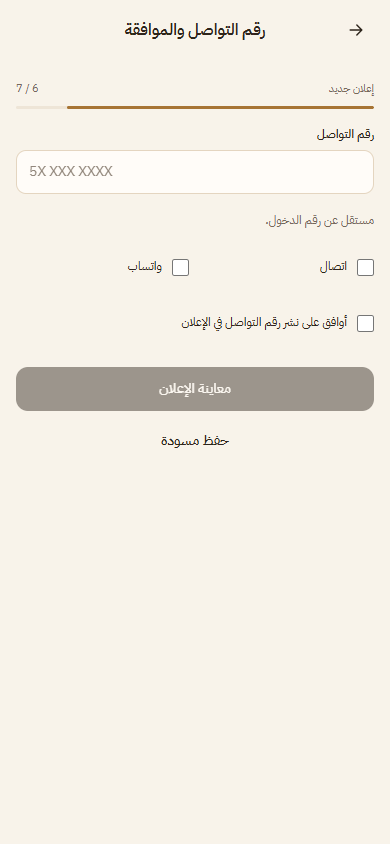 رقم التواصل والموافقة
إعلان جديد
6 / 7
رقم التواصل
5X XXX XXXX
مستقل عن رقم الدخول.
اتصال
واتساب
أوافق على نشر رقم التواصل في الإعلان
معاينة الإعلان
حفظ مسودة